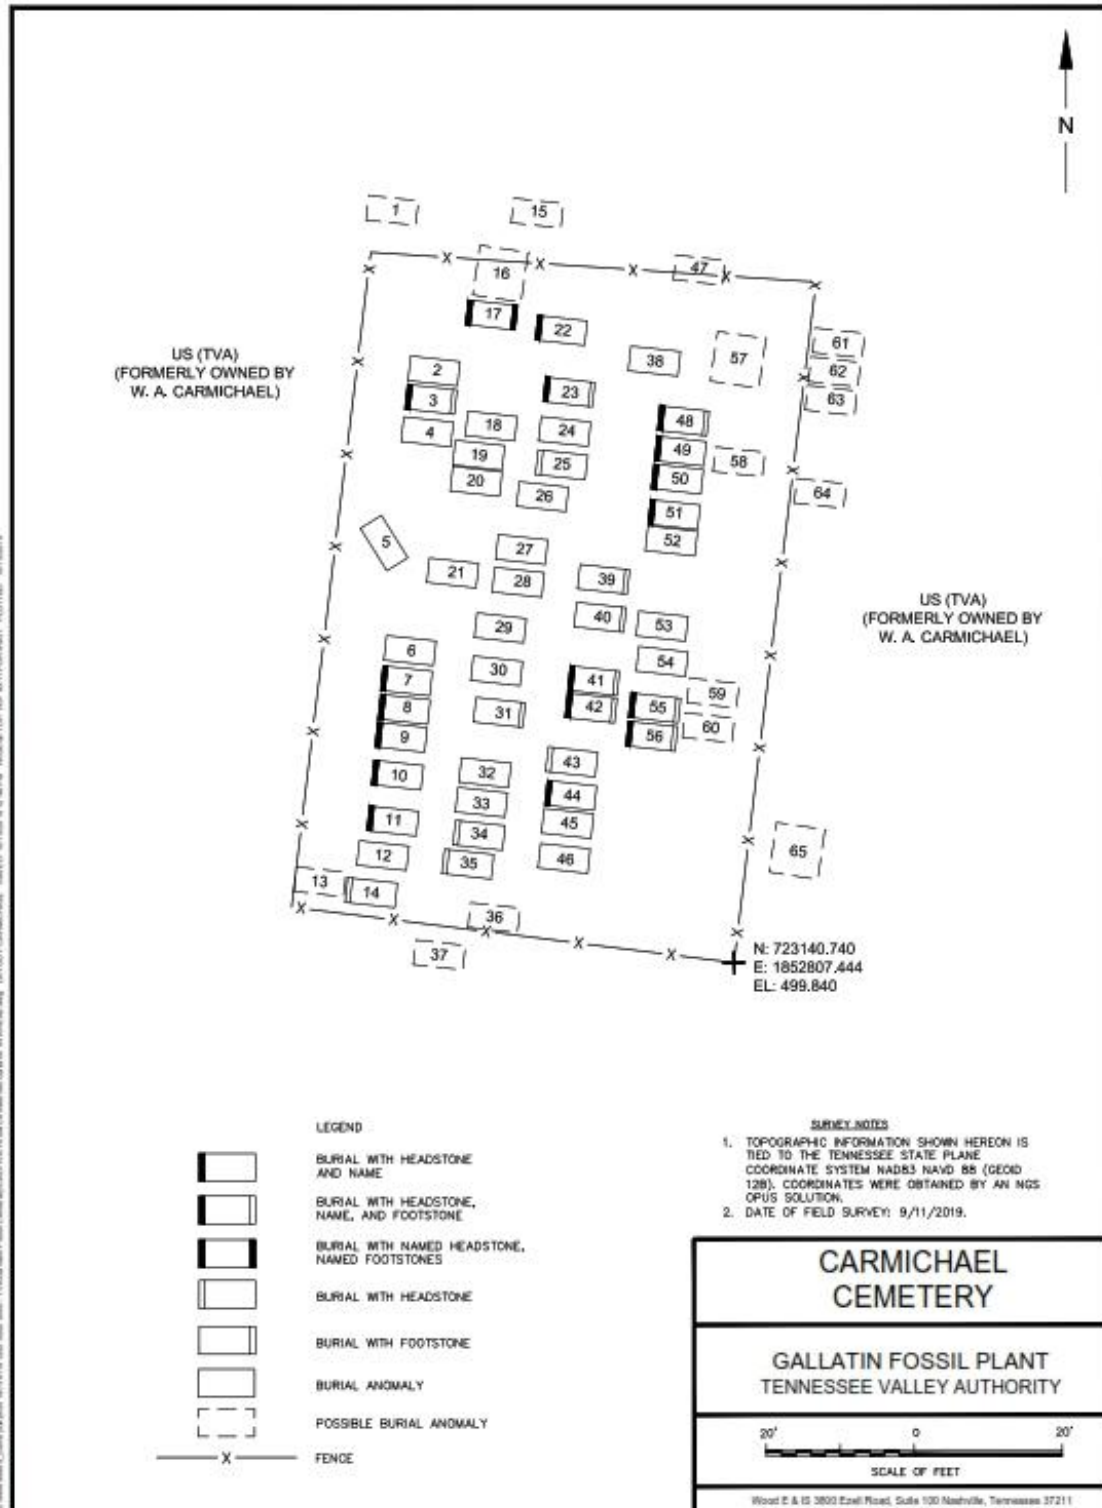 N
1
15
16
47
17
22
61
US (TVA)
(FORMERLY OWNED BY
W. A. CARMICHAEL)
38
57
62
2
3
23
63
18
48
4
24
19
25
49
58
20
26
50
64
51
5
27
52
21
28
39
40
53
29
US (TVA)
(FORMERLY OWNED BY
W. A. CARMICHAEL)
6
54
30
7
41
59
8
42
55
31
60
9
56
10
32
43
33
44
11
34
45
12
35
46
65
13
14
36
37
N: 723140.740
E: 1852807.444
EL: 499.840
LEGEND
BURIAL WITH HEADSTONE
AND NAME
BURIAL WITH HEADSTONE,
NAME, AND FOOTSTONE
BURIAL WITH NAMED HEADSTONE,
NAMED FOOTSTONES
BURIAL WITH HEADSTONE
BURIAL WITH FOOTSTONE
BURIAL ANOMALY
POSSIBLE BURIAL ANOMALY
X FENCE
SURVEY NOTES
1. TOPOGRAPHIC INFORMATION SHOWN HEREON IS
TIED TO THE TENNESSEE STATE PLANE
COORDINATE SYSTEM NAD83 NAVD 88 (GEOID
12B). COORDINATES WERE OBTAINED BY AN NGS
OPUS SOLUTION.
2. DATE OF FIELD SURVEY: 9/11/2019.
CARMICHAEL
CEMETERY
GALLATIN FOSSIL PLANT
TENNESSEE VALLEY AUTHORITY
20' 0 20'
SCALE OF FEET
Wood E & IS 3800 Ezell Road, Suite 100 Nashville, Tennessee 37211